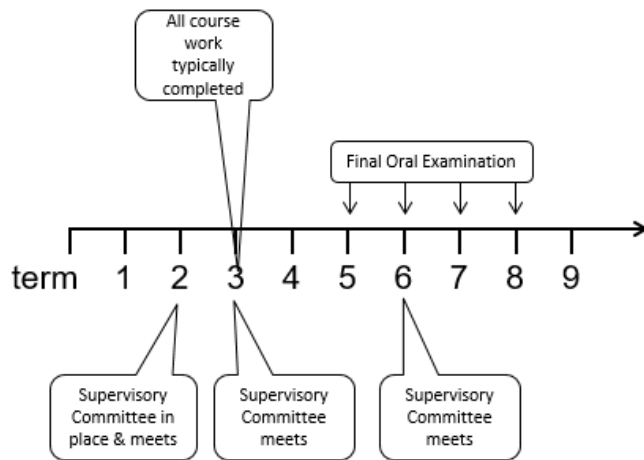 All course
work
typically
completed
Final Oral Examination
term 1 2 3 4 5 6 7 8 9
Supervisory
Committee in
place & meets
Supervisory
Committee
meets
Supervisory
Committee
meets